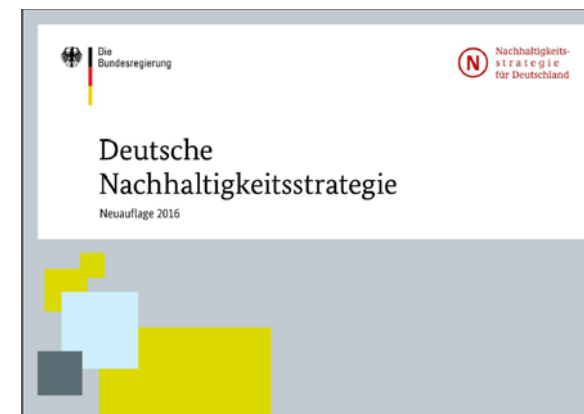 Die
Bundesregierung
N
Nachhaltigkeits-
strategie
für Deutschland
Deutsche
Nachhaltigkeitsstrategie
Neuauflage 2016